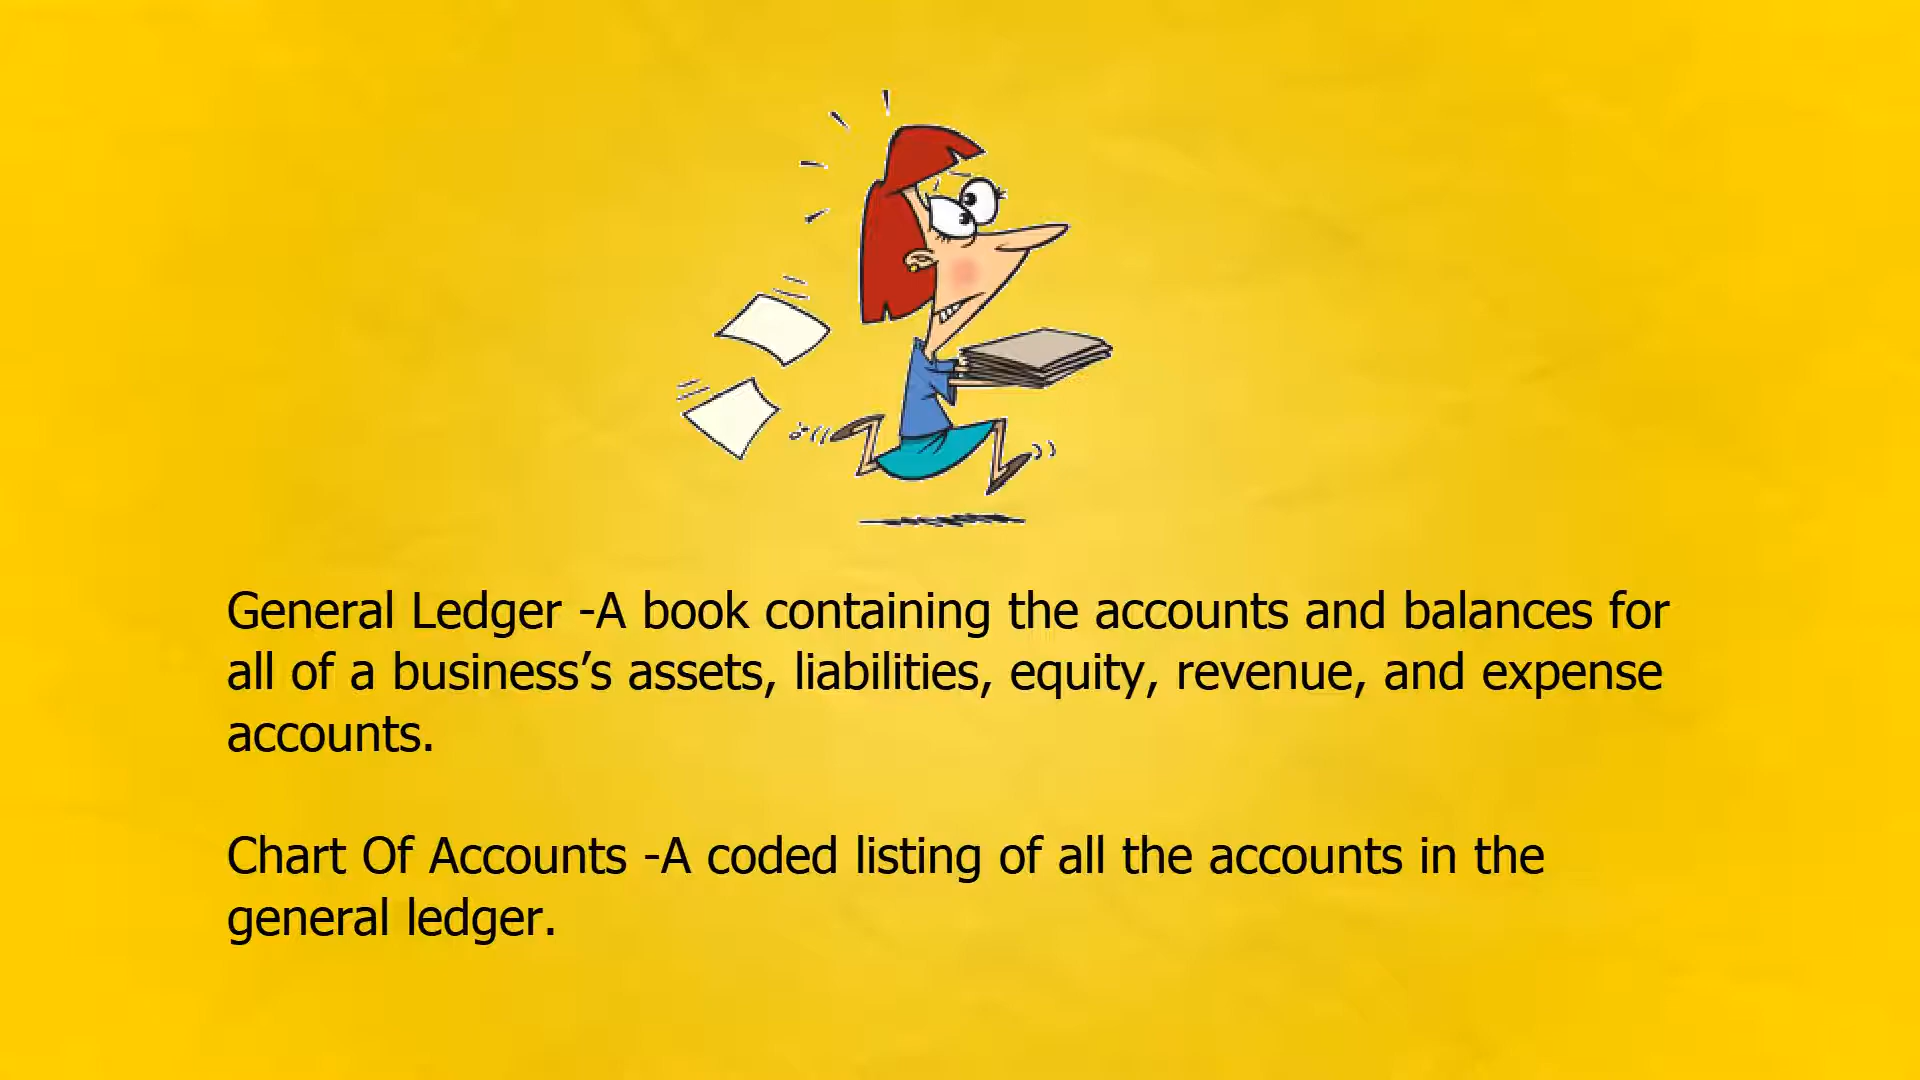 General Ledger -A book containing the accounts and balances for
all of a business’s assets, liabilities, equity, revenue, and expense
accounts.
Chart Of Accounts -A coded listing of all the accounts in the
general ledger.